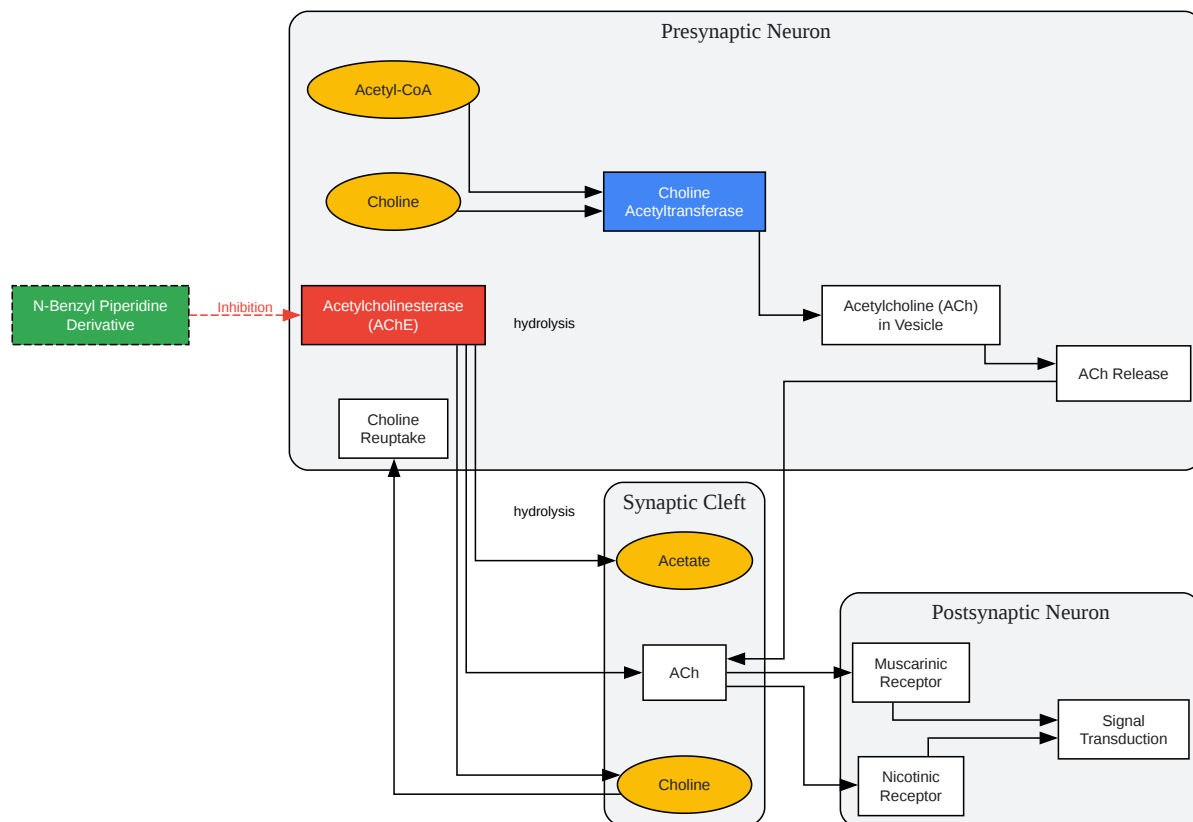 Presynaptic Neuron
Acetyl-CoA
Choline
Choline
Acetyltransferase
N-Benzyl Piperidine
Derivative
Inhibition
Acetylcholinesterase
(AChE)
hydrolysis
Acetylcholine (ACh)
in Vesicle
ACh Release
Choline
Reuptake
Synaptic Cleft
hydrolysis
Acetate
ACh
Choline
Postsynaptic Neuron
Muscarinic
Receptor
Signal
Transduction
Nicotinic
Receptor